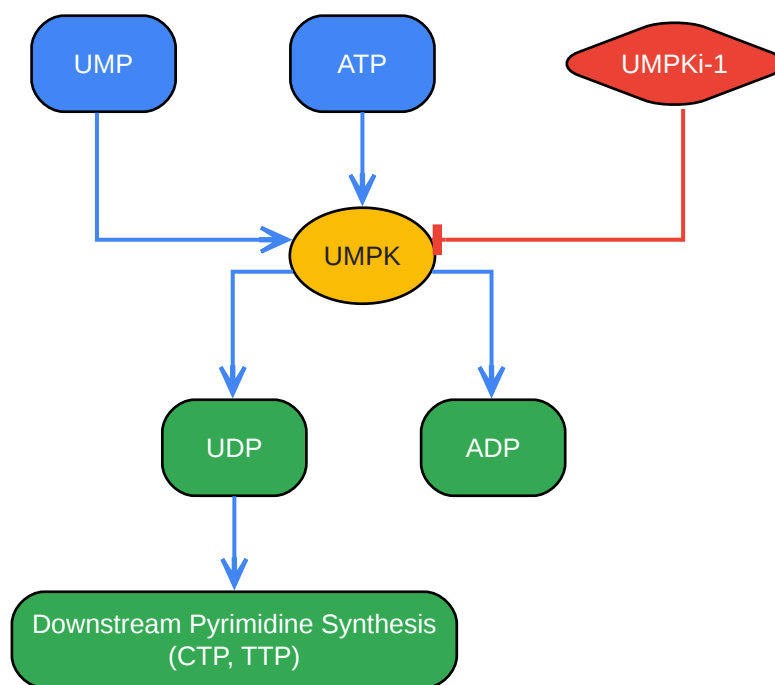 UMP
ATP
UMPKi-1
UMPK
UDP
ADP
Downstream Pyrimidine Synthesis
(CTP, TTP)